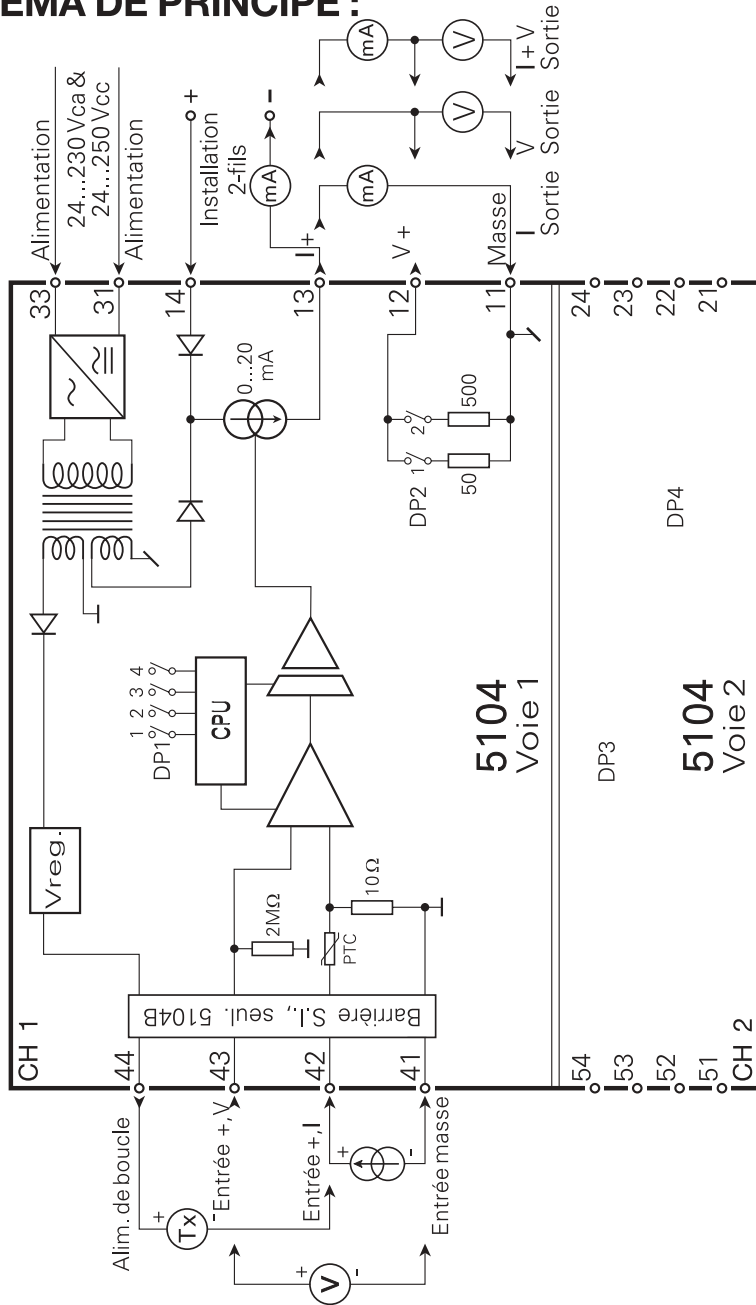 EMA DE PRINCIPE :
Alimentation
24...230 Vca &
24...250 Vcc
Alimentation
+
Installation
2-fils
-
mA
I+
V +
Masse
mA
I
Sortie
V
V
Sortie
mA
V
I + V
Sortie
33
31
14
13
12
11
24
23
22
21
0...20
mA
DP2
1
2
50
500
DP4
1 2 3 4
DP1
CPU
Vreg.
2MΩ
PTC
10Ω
5104
Voie 1
DP3
5104
Voie 2
CH 1
Barrière S.I., seul. 5104B
44
43
42
41
54
53
52
51
CH 2
Alim. de boucle
+
Tx
-
Entrée +, V
Entrée +, I
+
-
Entrée masse
+
V
-